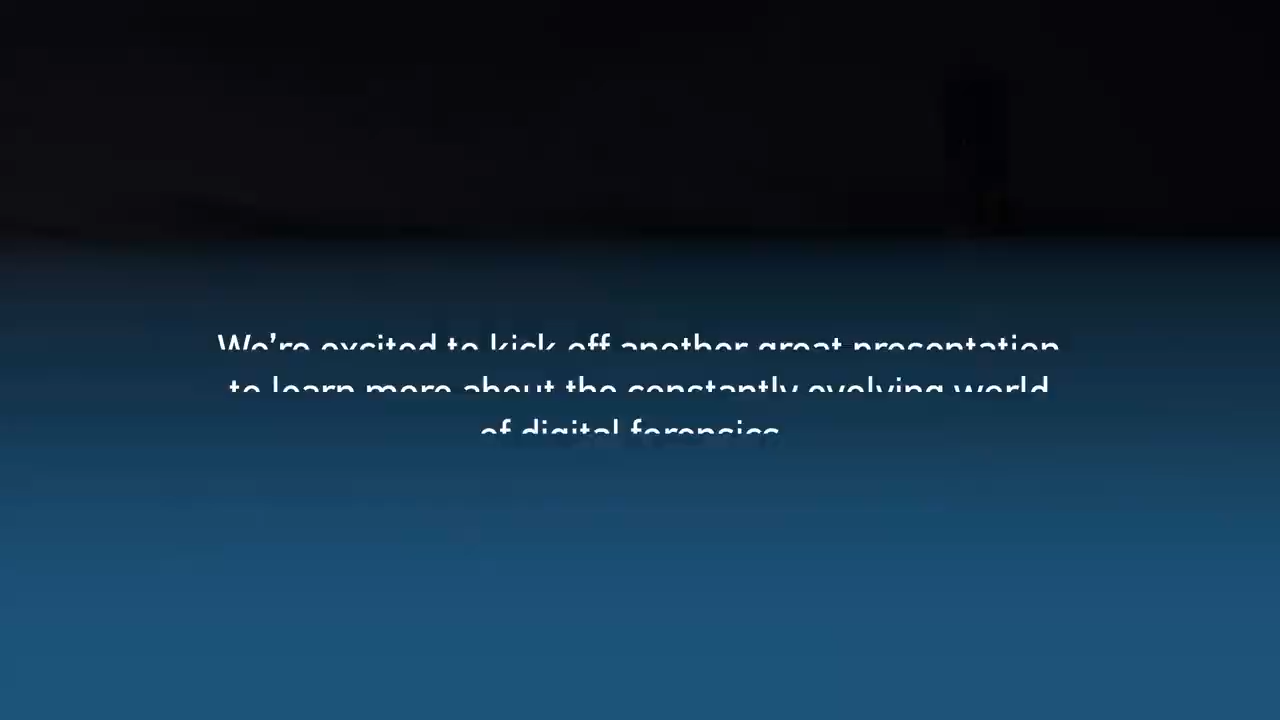 We're excited to kick off another great presentation
to learn more about the constantly evolving world
of digital forensics